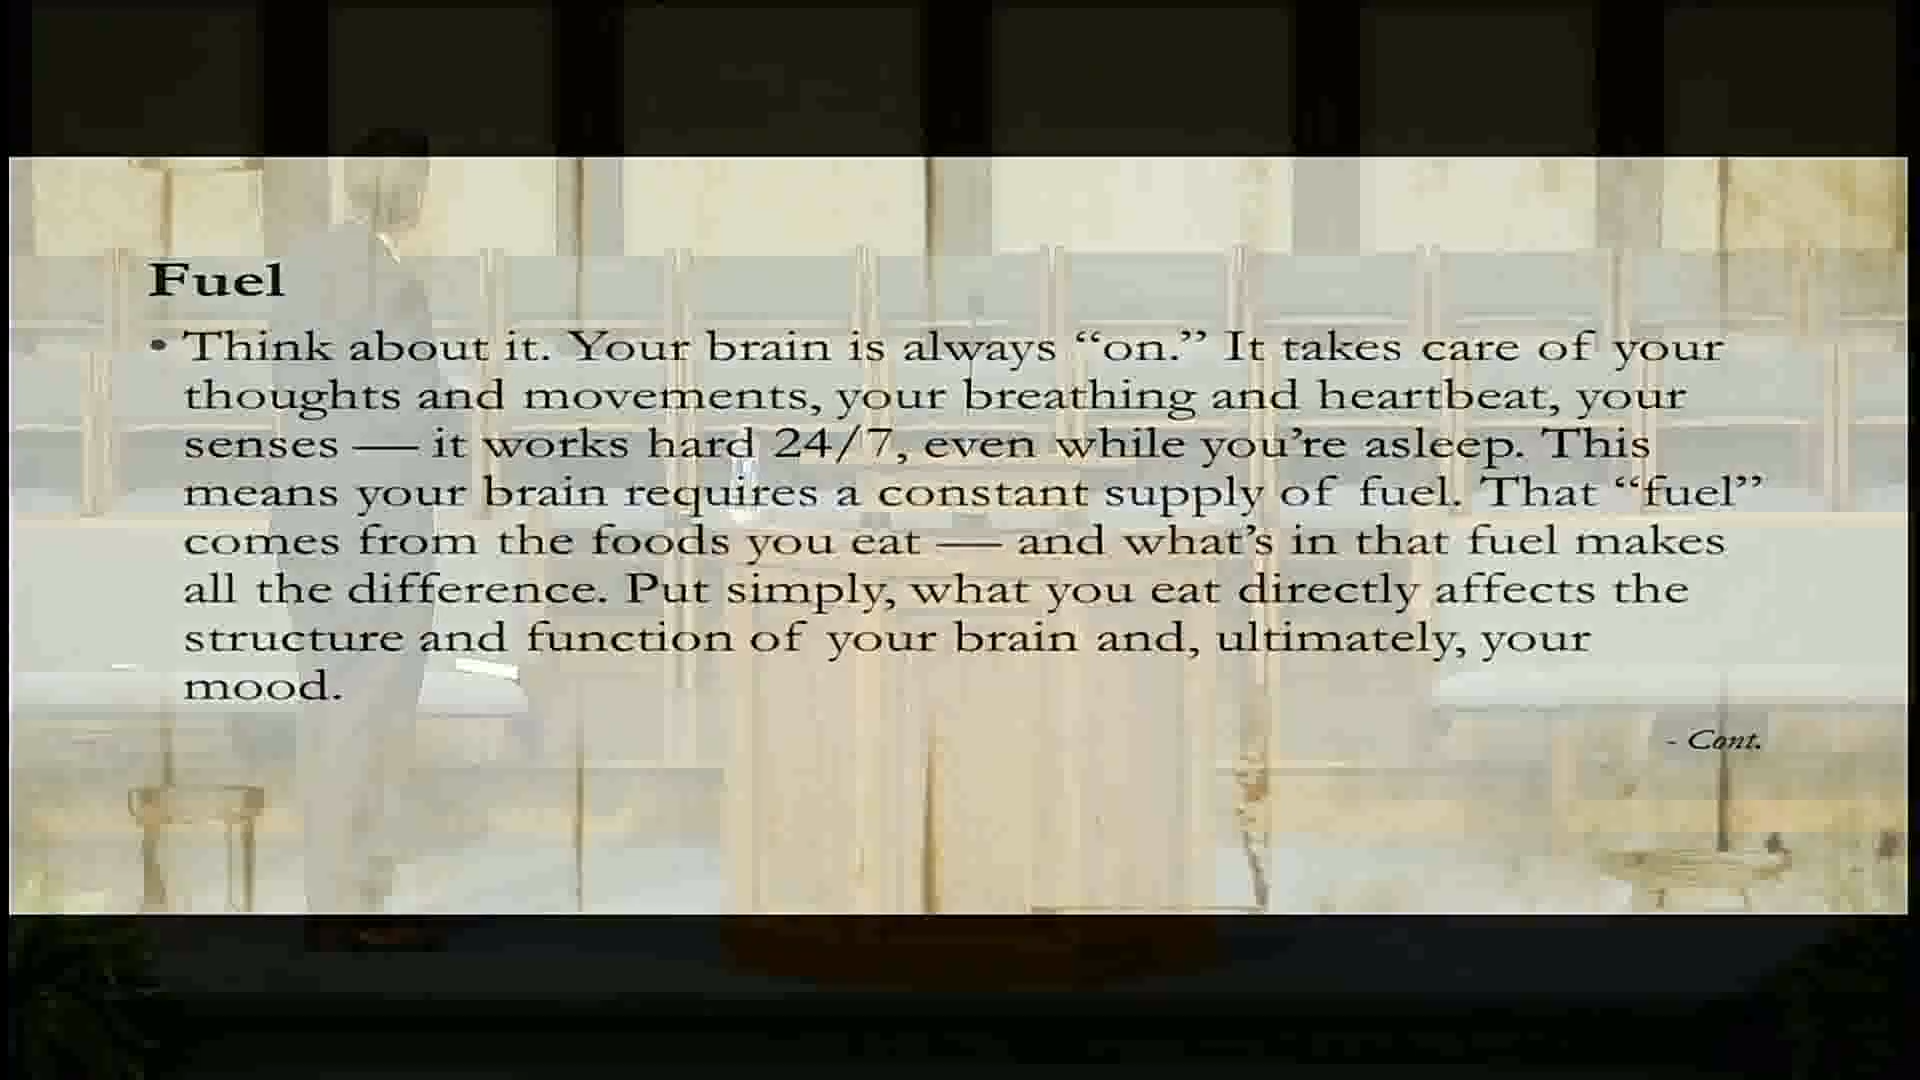 Fuel
• Think about it. Your brain is always “on.” It takes care of your
thoughts and movements, your breathing and heartbeat, your
senses — it works hard 24/7, even while you’re asleep. This
means your brain requires a constant supply of fuel. That “fuel”
comes from the foods you eat — and what’s in that fuel makes
all the difference. Put simply, what you eat directly affects the
structure and function of your brain and, ultimately, your
mood.
- Cont.